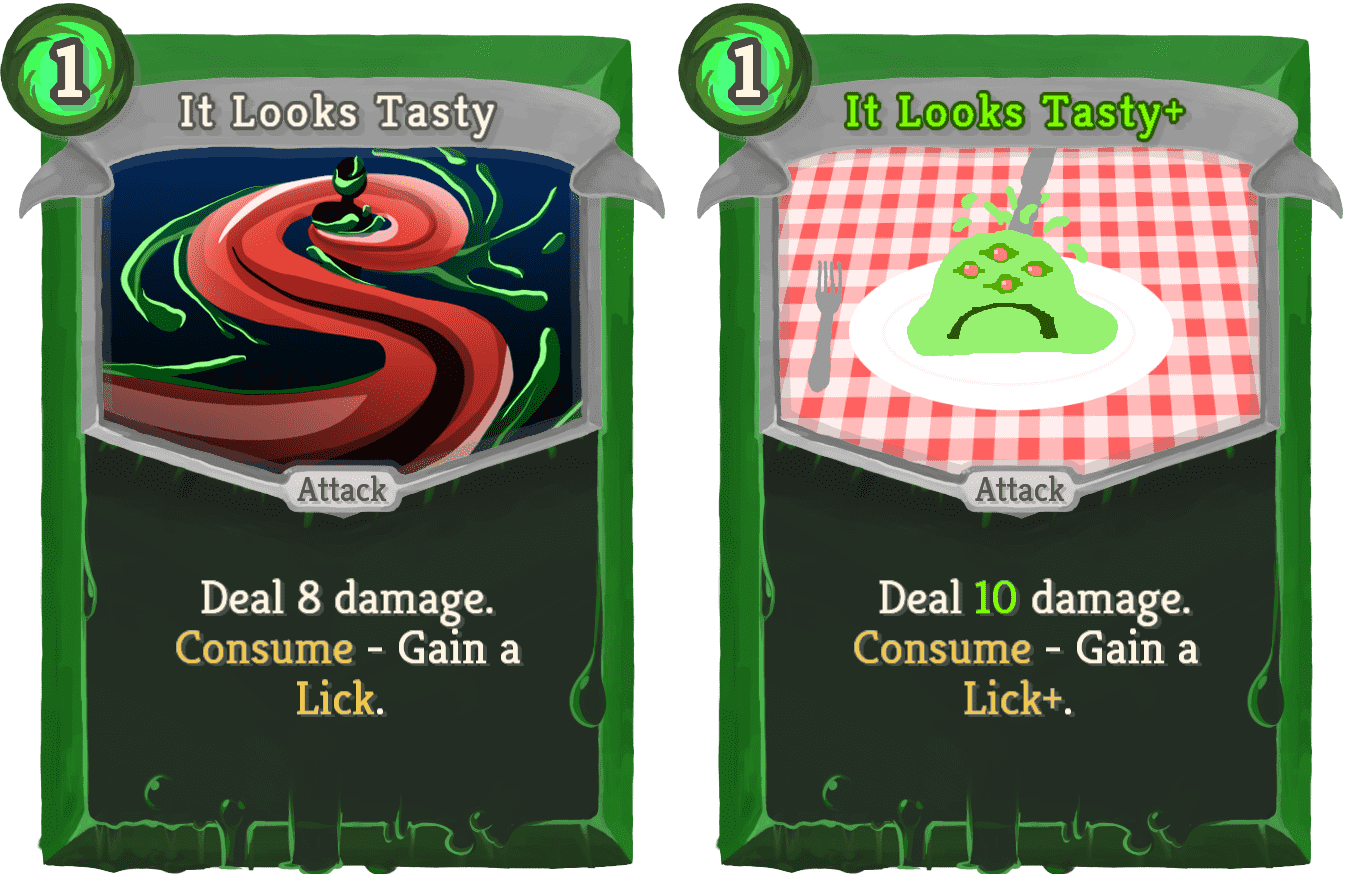 1
It Looks Tasty
Attack
Deal 8 damage.
Consume - Gain a
Lick.
1
It Looks Tasty+
Attack
Deal 10 damage.
Consume - Gain a
Lick+.